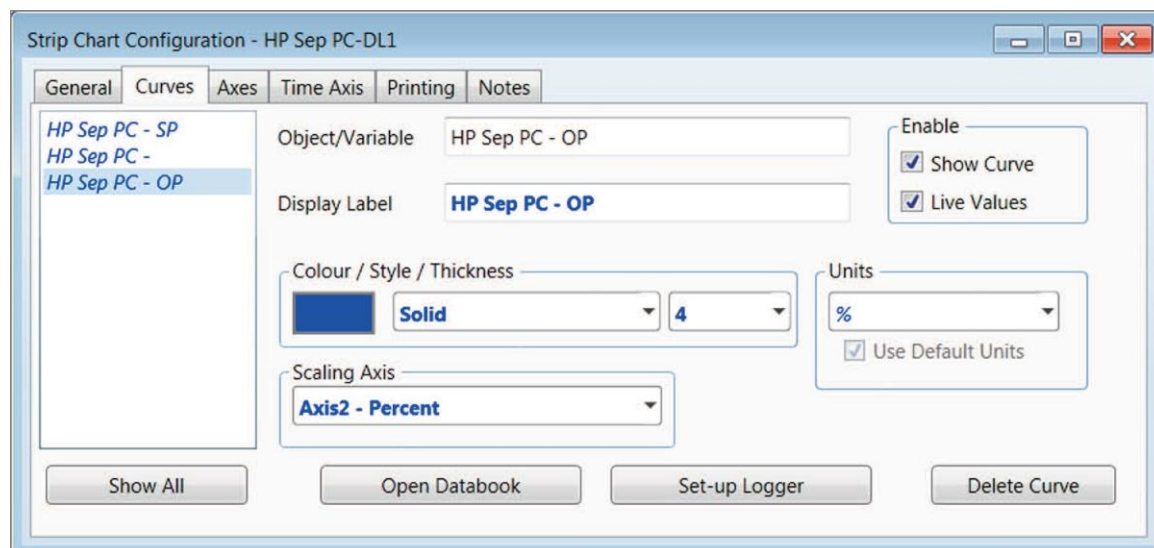 Strip Chart Configuration - HP Sep PC-DL1
General Curves Axes Time Axis Printing Notes
HP Sep PC - SP
HP Sep PC -
HP Sep PC - OP
Object/Variable HP Sep PC - OP
Display Label HP Sep PC - OP
Enable
Show Curve
Live Values
Colour / Style / Thickness
Solid 4
Units
%
Use Default Units
Scaling Axis
Axis2 - Percent
Show All Open Databook Set-up Logger Delete Curve